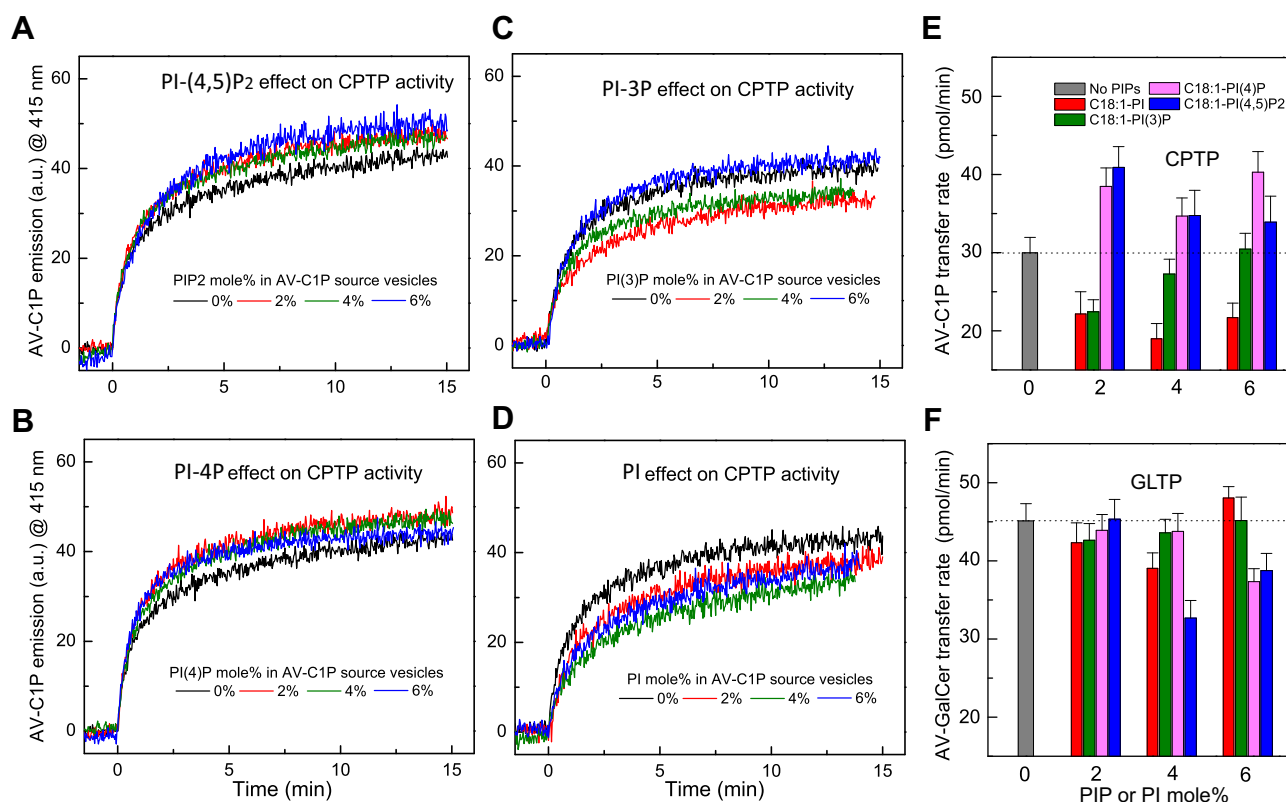 A
PI-(4,5)P2 effect on CPTP activity
AV-C1P emission (a.u.) @ 415 nm
60
40
20
0
PIP2 mole% in AV-C1P source vesicles
0% 2% 4% 6%
0 5 10 15
B
PI-4P effect on CPTP activity
AV-C1P emission (a.u.) @ 415 nm
60
40
20
0
PI(4)P mole% in AV-C1P source vesicles
0% 2% 4% 6%
0 5 10 15
Time (min)
C
PI-3P effect on CPTP activity
60
40
20
0
PI(3)P mole% in AV-C1P source vesicles
0% 2% 4% 6%
0 5 10 15
D
PI effect on CPTP activity
60
40
20
0
PI mole% in AV-C1P source vesicles
0% 2% 4% 6%
0 5 10 15
Time (min)
E
AV-C1P transfer rate (pmol/min)
50
40
30
20
No PIPs C18:1-PI(4)P
C18:1-PI C18:1-PI(4,5)P2
C18:1-PI(3)P
CPTP
0 2 4 6
F
AV-GalCer transfer rate (pmol/min)
50
40
30
20
GLTP
0 2 4 6
PIP or PI mole%